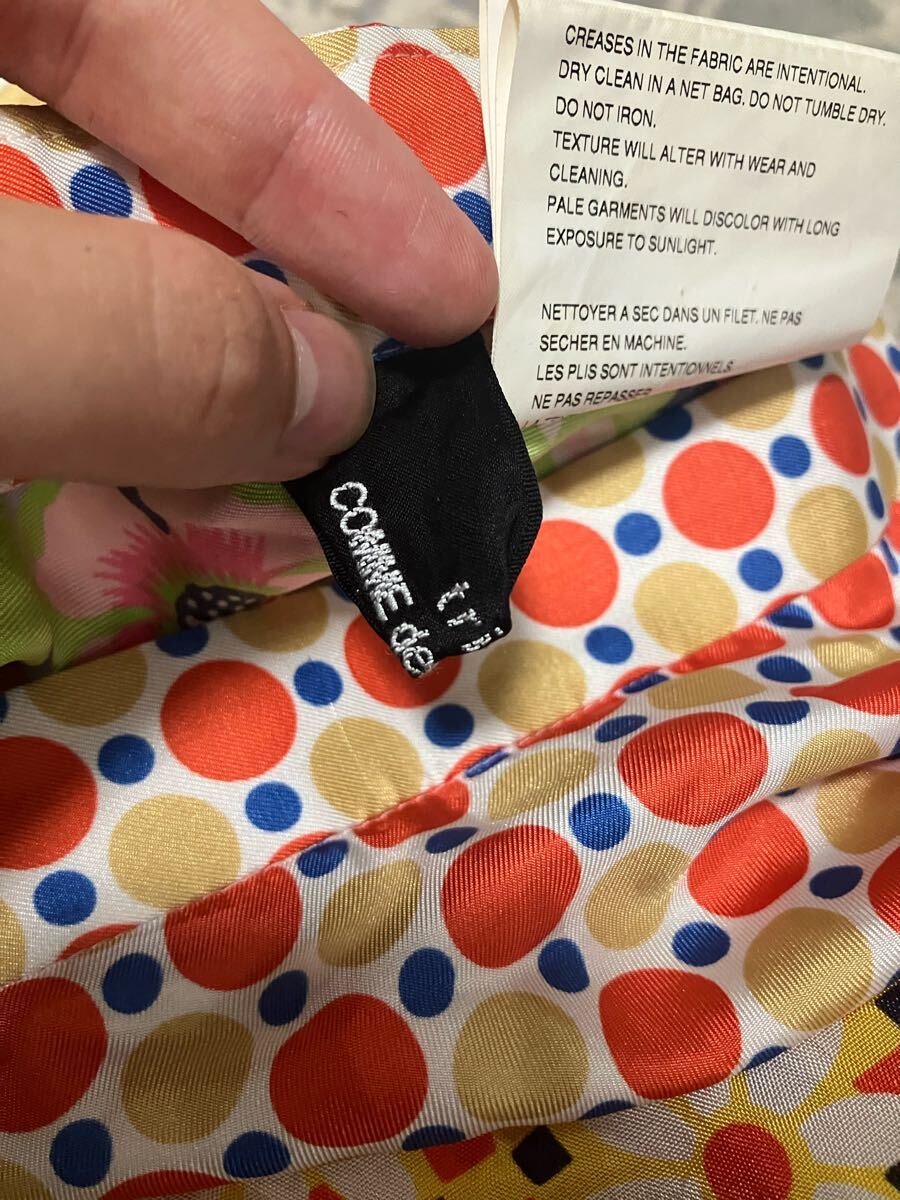 CREASES IN THE FABRIC ARE INTENTIONAL.
DRY CLEAN IN A NET BAG. DO NOT TUMBLE DRY.
DO NOT IRON.
TEXTURE WILL ALTER WITH WEAR AND
CLEANING.
PALE GARMENTS WILL DISCOLOR WITH LONG
EXPOSURE TO SUNLIGHT.
NETTOYER A SEC DANS UN FILET. NE PAS
SECHER EN MACHINE.
LES PLIS SONT INTENTIONNELS
NE PAS REPASSER
COMME de